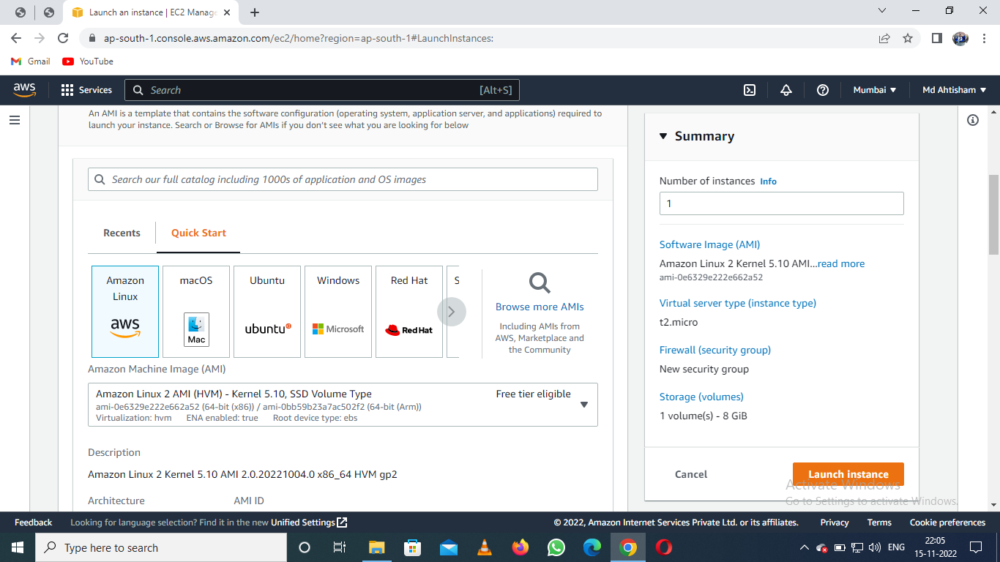 Launch an instance | EC2 Manag
ap-south-1.console.aws.amazon.com/ec2/home?region=ap-south-1#LaunchInstances:
Gmail
YouTube
aws
Services
Search
[Alt+S]
Mumbai
Md Ahtisham
An AMI is a template that contains the software configuration (operating system, application server, and applications) required to
launch your instance. Search or Browse for AMIs if you don't see what you are looking for below
Search our full catalog including 1000s of application and OS images
Recents
Quick Start
Amazon
Linux
aws
macOS
Mac
Ubuntu
ubuntu
Windows
Microsoft
Red Hat
Red Hat
S
Browse more AMIs
Including AMIs from
AWS, Marketplace and
the Community
Amazon Machine Image (AMI)
Amazon Linux 2 AMI (HVM) - Kernel 5.10, SSD Volume Type
Free tier eligible
ami-0e6329e222e662a52 (64-bit (x86)) / ami-0bb59b23a7ac502f2 (64-bit (Arm))
Virtualization: hvm ENA enabled: true Root device type: ebs
Description
Amazon Linux 2 Kernel 5.10 AMI 2.0.20221004.0 x86_64 HVM gp2
Architecture
AMI ID
Summary
Number of instances Info
1
Software Image (AMI)
Amazon Linux 2 Kernel 5.10 AMI...read more
ami-0e6329e222e662a52
Virtual server type (instance type)
t2.micro
Firewall (security group)
New security group
Storage (volumes)
1 volume(s) - 8 GiB
Cancel
Launch instance
Activate Windows
Go to Settings to activate Windows.
Feedback
Looking for language selection? Find it in the new Unified Settings
© 2022, Amazon Internet Services Private Ltd. or its affiliates.
Privacy
Terms
Cookie preferences
Type here to search
ENG
22:05
15-11-2022